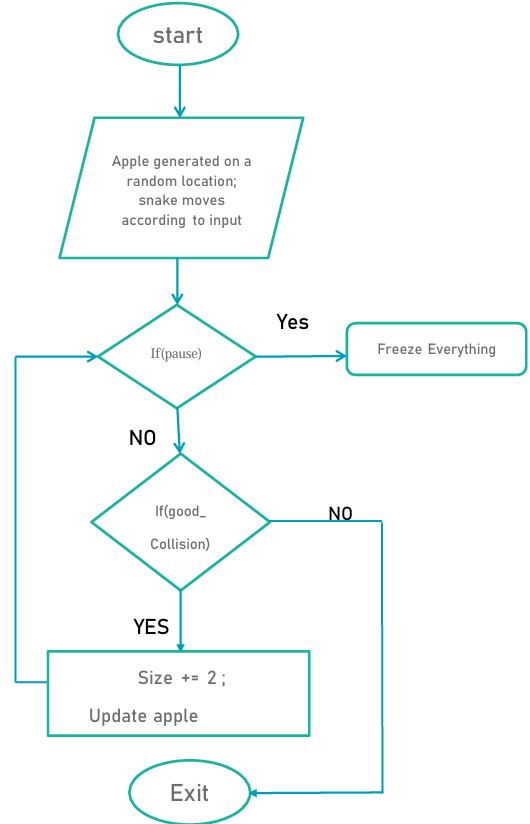 start
Apple generated on a
random location;
snake moves
according to input
Yes
If(pause)
Freeze Everything
NO
If(good_
Collision)
NO
YES
Size += 2 ;
Update apple
Exit